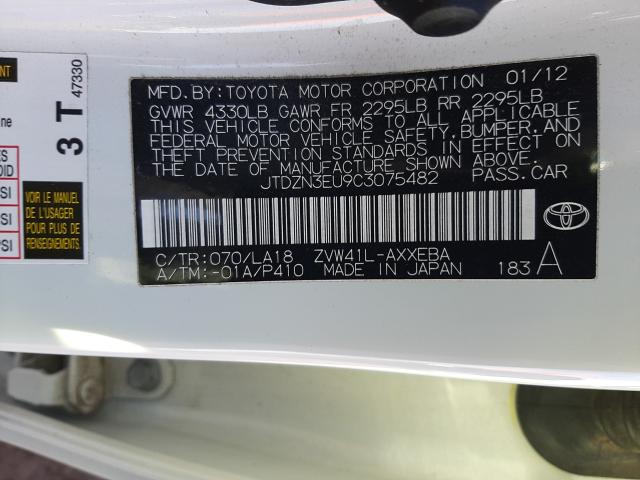 MFD. BY: TOYOTA MOTOR CORPORATION 01/12
GVWR 4330LB GAWR FR 2295LB RR 2295LB
THIS VEHICLE CONFORMS TO ALL APPLICABLE
FEDERAL MOTOR VEHICLE SAFETY, BUMPER, AND
THEFT PREVENTION STANDARDS IN EFFECT ON
THE DATE OF MANUFACTURE SHOWN ABOVE.
JTDZN3EU9C3075482 PASS. CAR
C/TR: 070/LA18 ZVW41L-AXXEBA
A/TM: -01A/P410 MADE IN JAPAN 183 A
3 T
47330
VOIR LE MANUEL
DE L'USAGER
POUR PLUS DE
RENSEIGNEMENTS